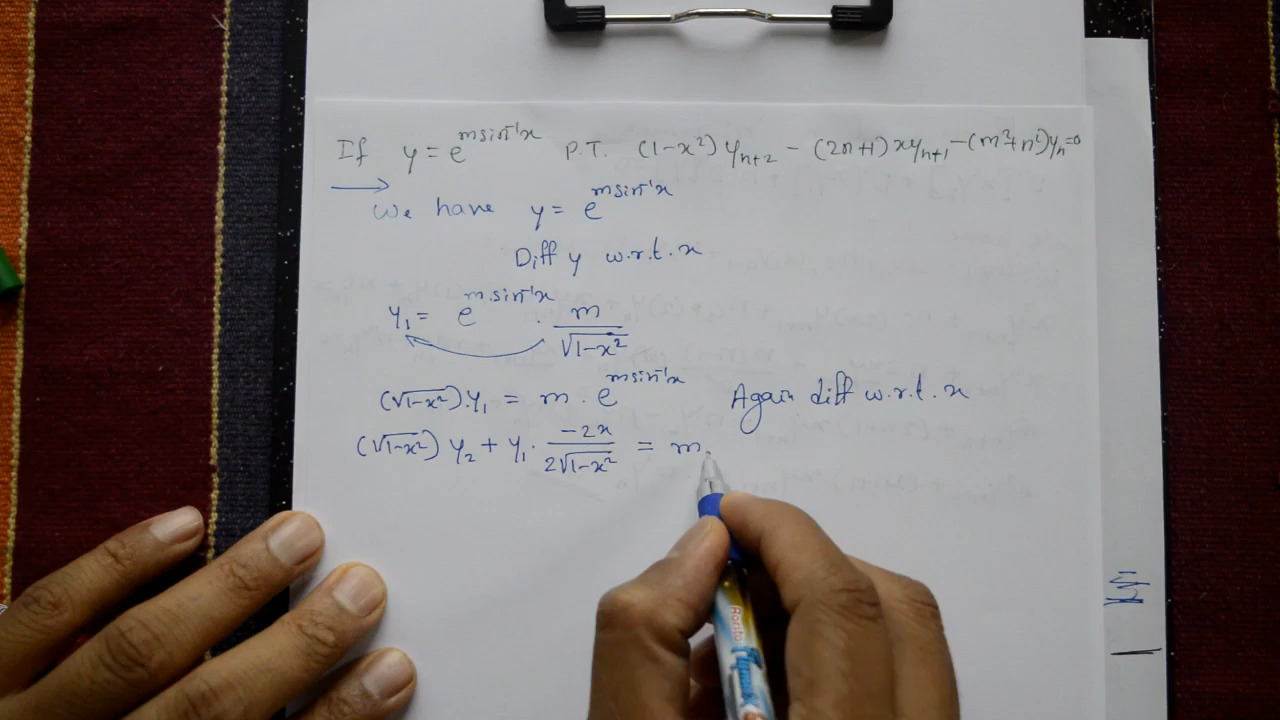 If y = e^{m sin⁻¹x} P.T. (1-x²) y_{n+2} - (2n+1) x y_{n+1} - (m²+n²) y_n = 0
We have y = e^{m sin⁻¹x}
Diff y w.r.t. x
y₁ = e^{m. sin⁻¹x} . m/√(1-x²)
(√(1-x²)) y₁ = m . e^{m sin⁻¹x} Again diff w.r.t. x
(√(1-x²)) y₂ + y₁ . -2x/(2√(1-x²)) = m